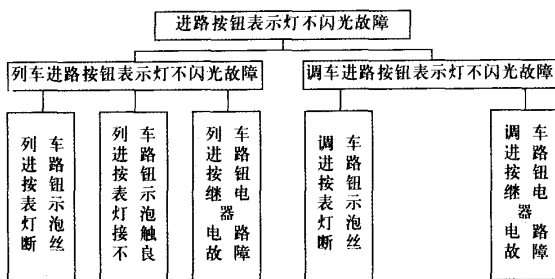 进路按钮表示灯不闪光故障
列车进路按钮表示灯不闪光故障
调车进路按钮表示灯不闪光故障
列车
进路
按钮
表示
灯泡
断丝
列车
进路
按钮
表示
灯泡
接触
不良
列车
进路
按钮
继电
器
电路
故障
调车
进路
按钮
表示
灯泡
断丝
调车
进路
按钮
继电
器
电路
故障